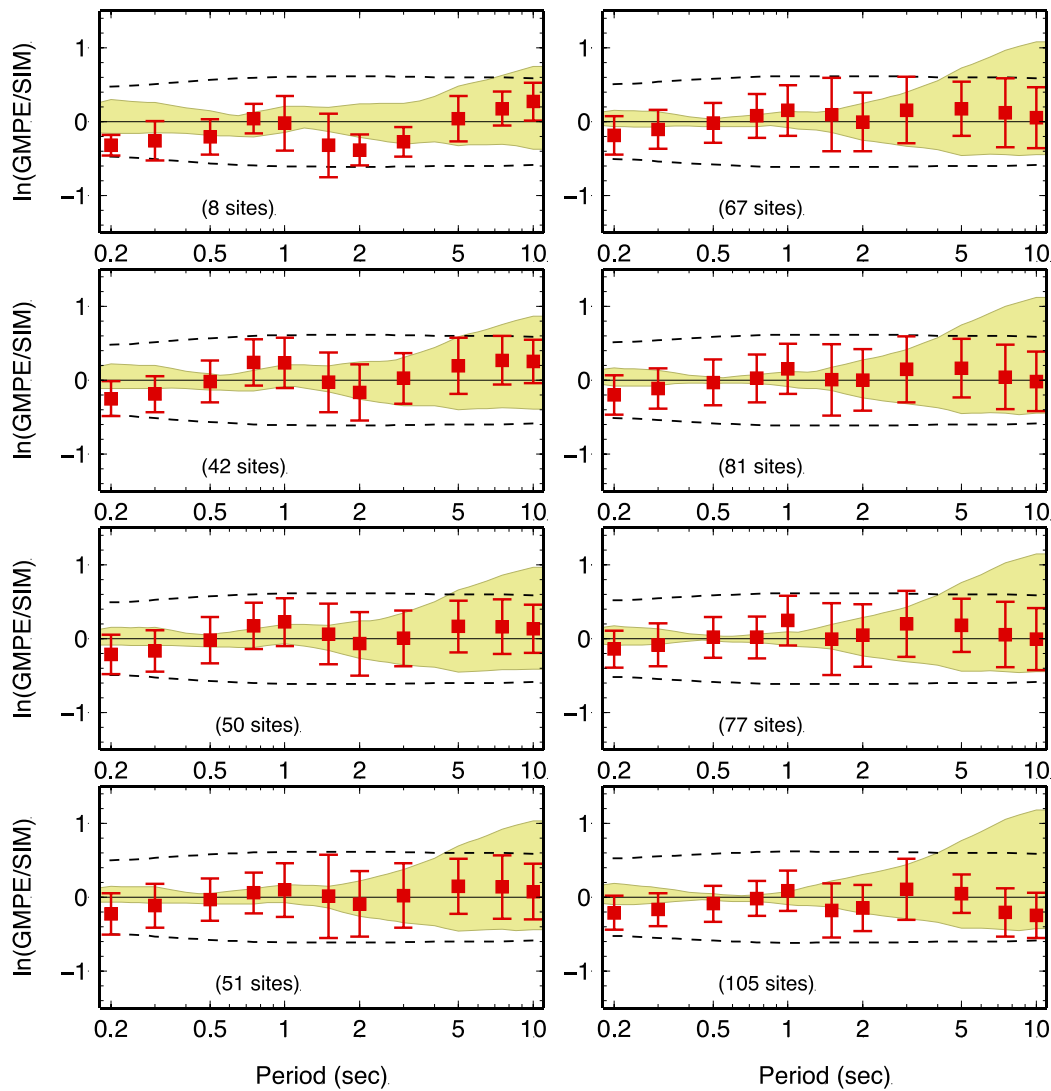 ln(GMPE/SIM)
1
0
−1
(8 sites)
0.2 0.5 1 2 5 10
1
0
−1
(67 sites)
0.2 0.5 1 2 5 10
ln(GMPE/SIM)
1
0
−1
(42 sites)
0.2 0.5 1 2 5 10
1
0
−1
(81 sites)
0.2 0.5 1 2 5 10
ln(GMPE/SIM)
1
0
−1
(50 sites)
0.2 0.5 1 2 5 10
1
0
−1
(77 sites)
0.2 0.5 1 2 5 10
ln(GMPE/SIM)
1
0
−1
(51 sites)
0.2 0.5 1 2 5 10
Period (sec)
1
0
−1
(105 sites)
0.2 0.5 1 2 5 10
Period (sec)